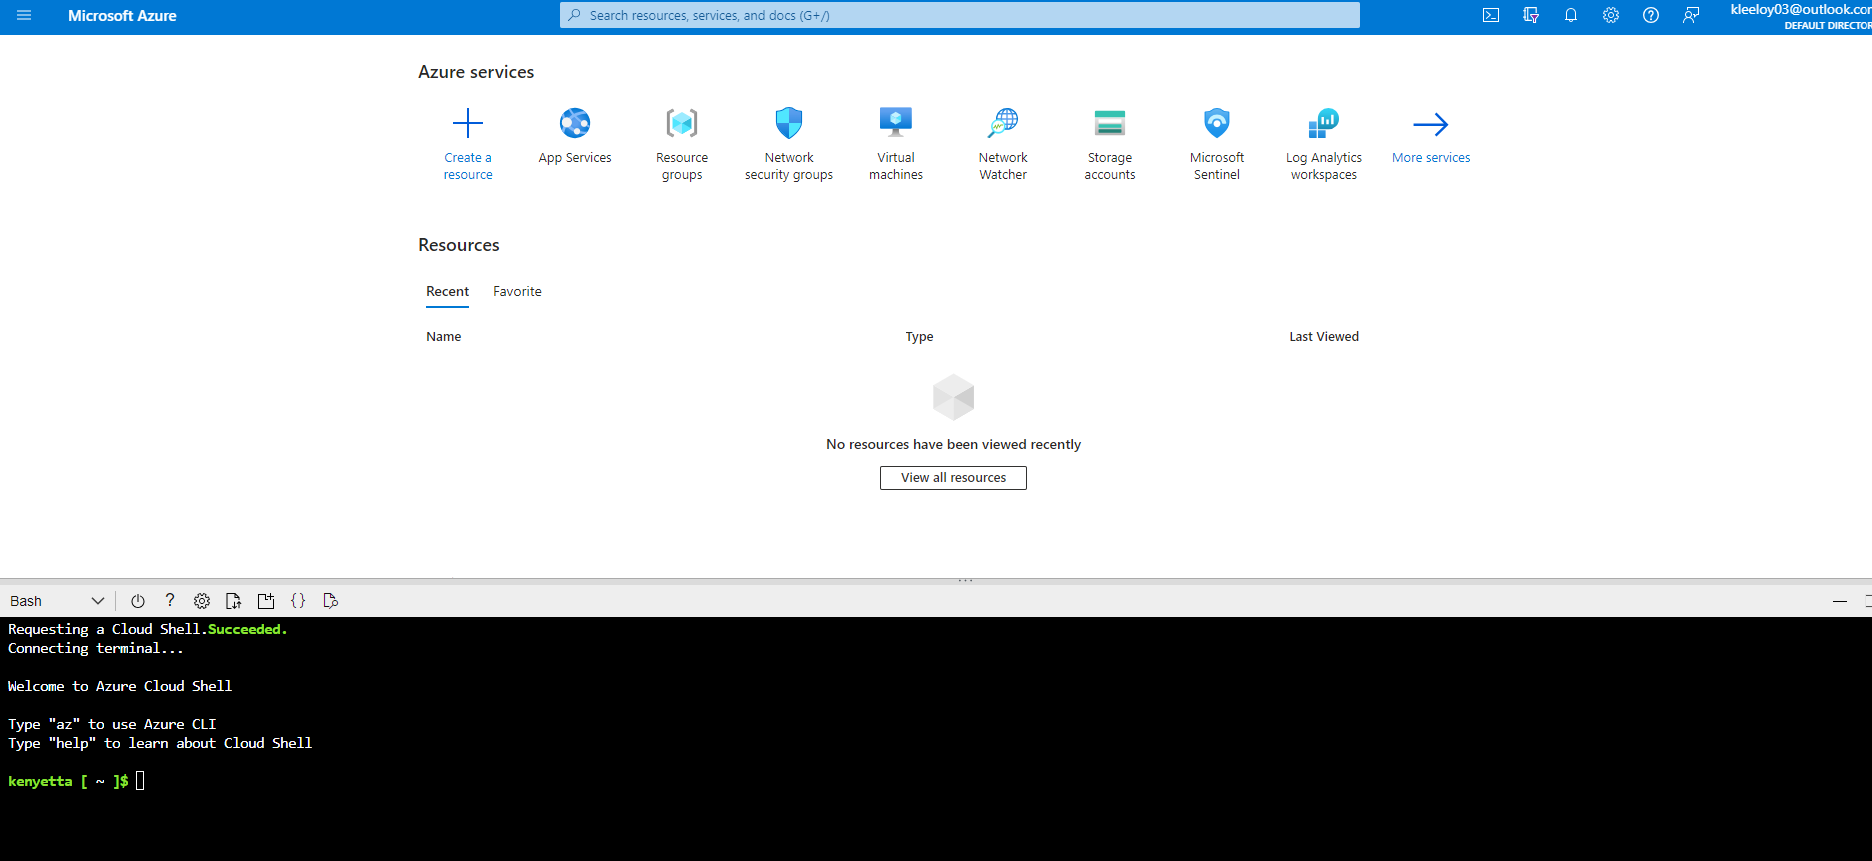 Microsoft Azure
Search resources, services, and docs (G+/)
kleeloy03@outlook.com
DEFAULT DIRECTOR
Azure services
Create a
resource
App Services
Resource
groups
Network
security groups
Virtual
machines
Network
Watcher
Storage
accounts
Microsoft
Sentinel
Log Analytics
workspaces
More services
Resources
Recent Favorite
Name Type Last Viewed
No resources have been viewed recently
View all resources
Bash
Requesting a Cloud Shell.Succeeded.
Connecting terminal...
Welcome to Azure Cloud Shell
Type "az" to use Azure CLI
Type "help" to learn about Cloud Shell
kenyetta [ ~ ]$